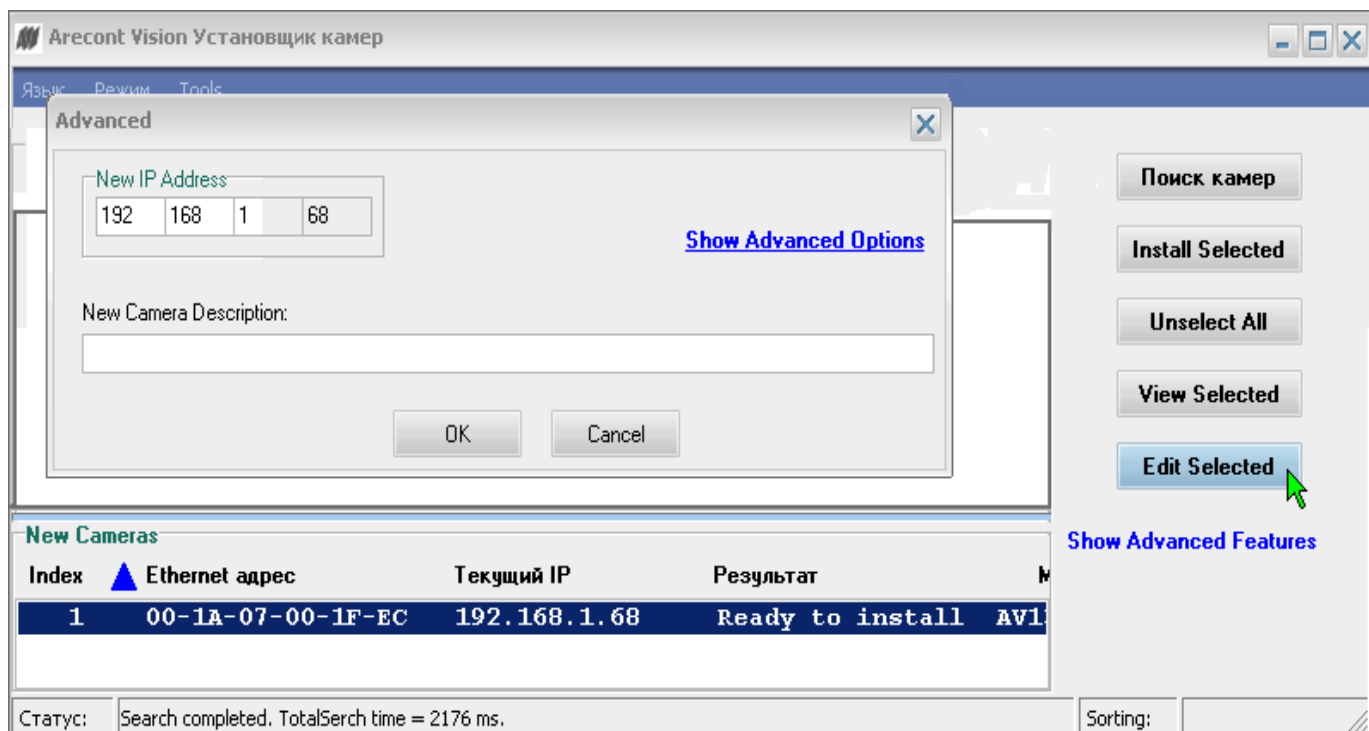 Arecont Vision Установщик камер
Язык Режим Tools
Advanced
New IP Address
192 168 1 68
Show Advanced Options
New Camera Description:
OK Cancel
Поиск камер
Install Selected
Unselect All
View Selected
Edit Selected
Show Advanced Features
New Cameras
Index Ethernet адрес Текущий IP Результат
1 00-1A-07-00-1F-EC 192.168.1.68 Ready to install
Статус: Search completed. TotalSerch time = 2176 ms. Sorting: